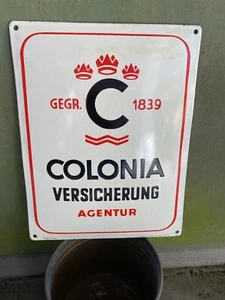 GEGR. C 1839
COLONIA
VERSICHERUNG
AGENTUR